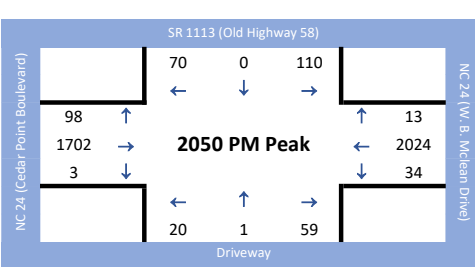 SR 1113 (Old Highway 58)
70 0 110
← ↓ →
NC 24 (Cedar Point Boulevard)
98 ↑
1702 →
3 ↓
2050 PM Peak
↑ 13
← 2024
↓ 34
NC 24 (W. B. Mclean Drive)
← ↑ →
20 1 59
Driveway